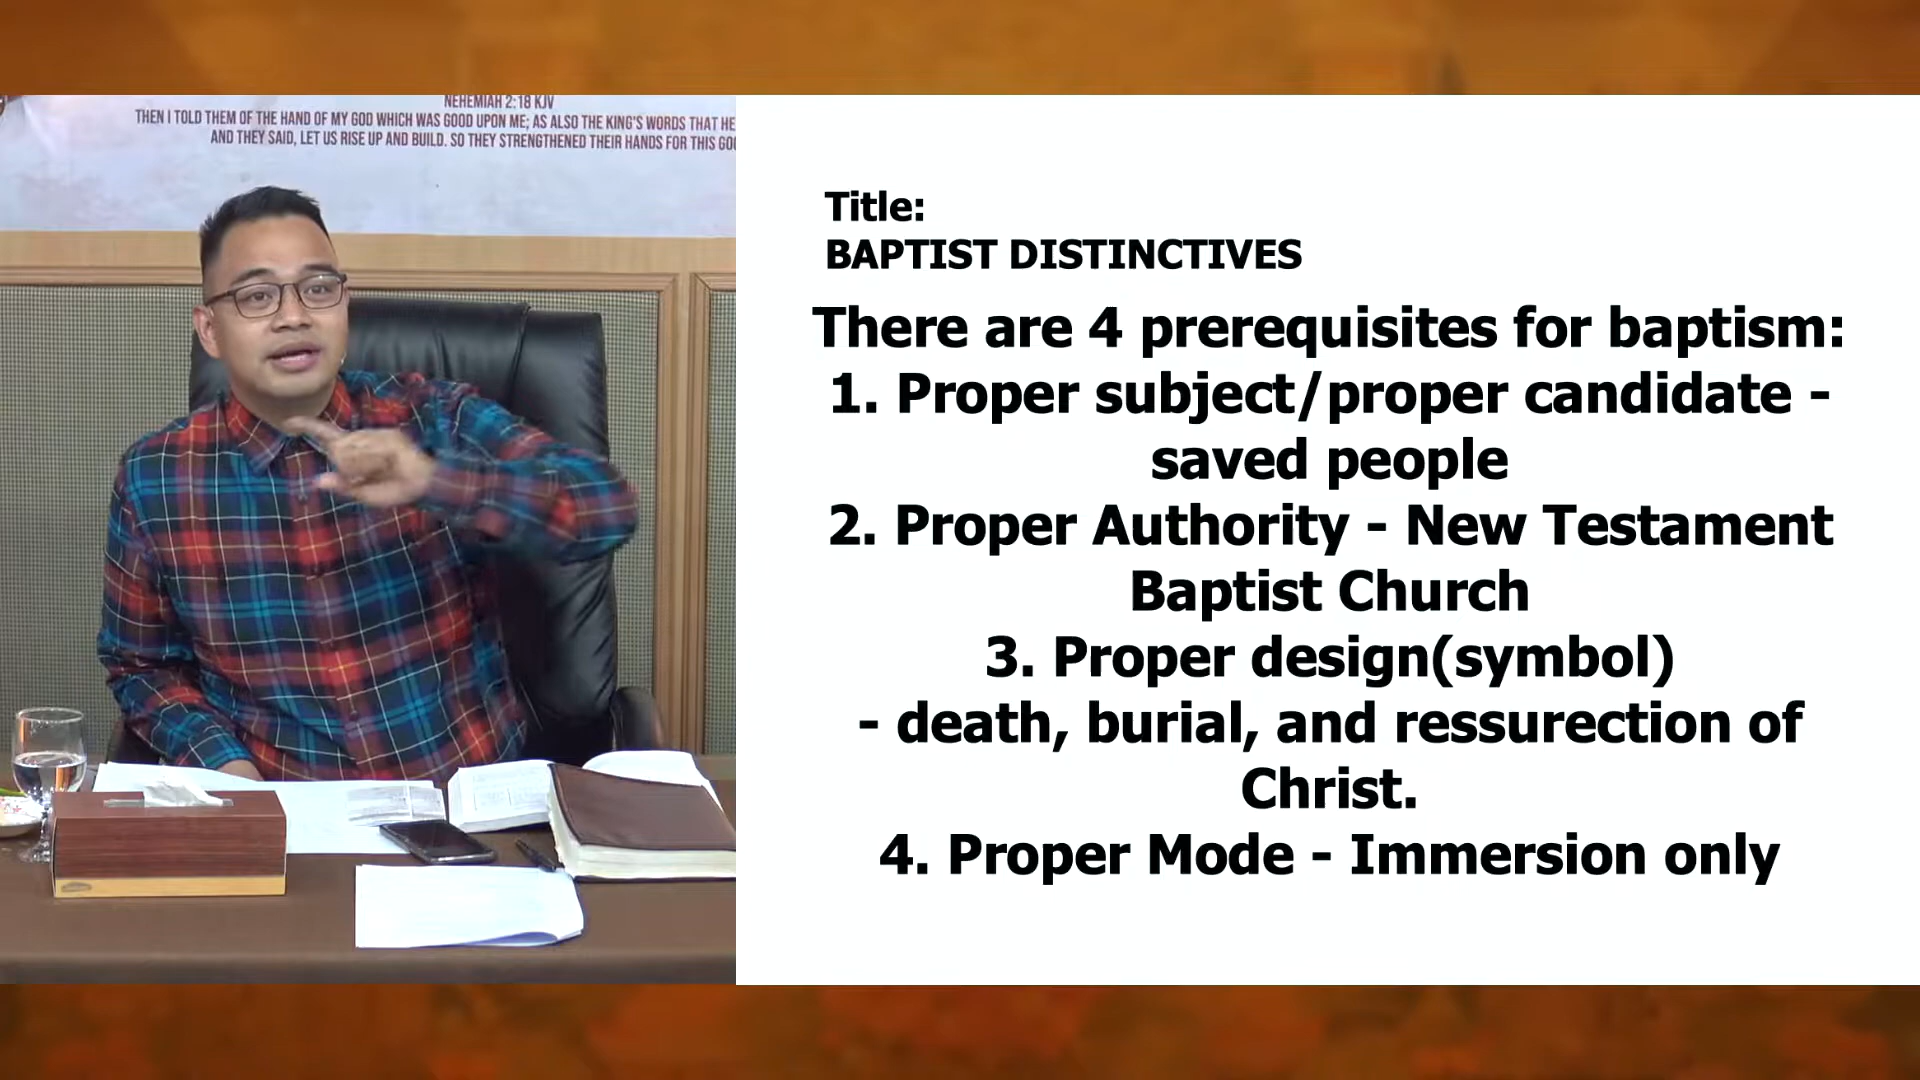 NEHEMIAH 2:18 KJV
THEN I TOLD THEM OF THE HAND OF MY GOD WHICH WAS GOOD UPON ME; AS ALSO THE KING'S WORDS THAT HE
AND THEY SAID, LET US RISE UP AND BUILD. SO THEY STRENGTHENED THEIR HANDS FOR THIS GOO
Title:
BAPTIST DISTINCTIVES
There are 4 prerequisites for baptism:
1. Proper subject/proper candidate -
saved people
2. Proper Authority - New Testament
Baptist Church
3. Proper design(symbol)
- death, burial, and ressurection of
Christ.
4. Proper Mode - Immersion only